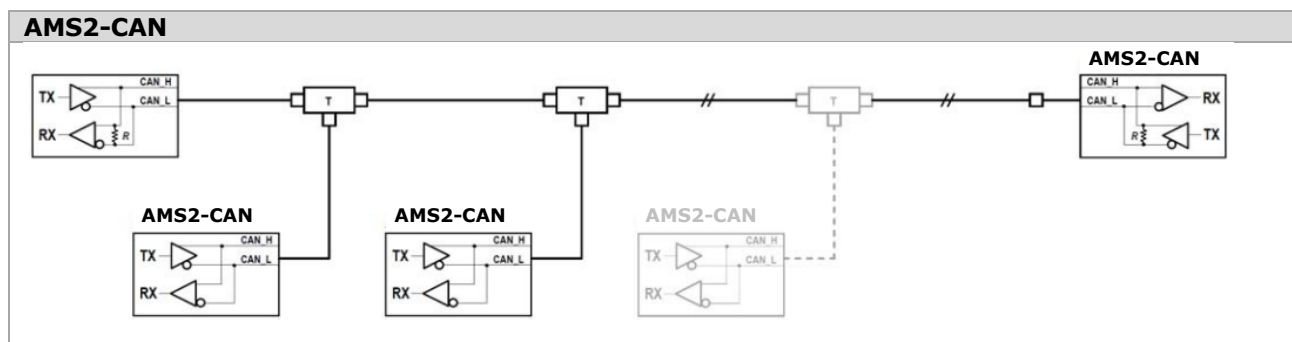 AMS2-CAN
AMS2-CAN
CAN_H
TX
CAN_L
RX
R
T
T
T
CAN_H
CAN_L
RX
R
TX
AMS2-CAN
CAN_H
TX
CAN_L
RX
AMS2-CAN
CAN_H
TX
CAN_L
RX
AMS2-CAN
CAN_H
TX
CAN_L
RX